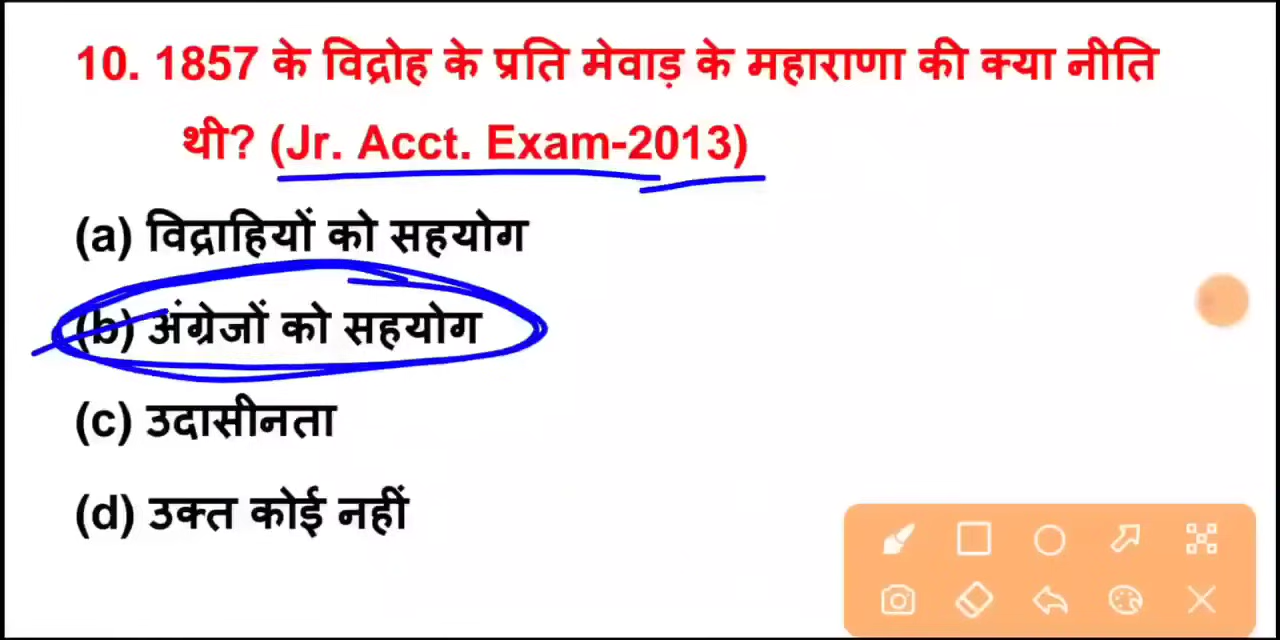 10. 1857 के विद्रोह के प्रति मेवाड़ के महाराणा की क्या नीति
थी? (Jr. Acct. Exam-2013)
(a) विद्राहियों को सहयोग
(b) अंग्रेजों को सहयोग
(c) उदासीनता
(d) उक्त कोई नहीं